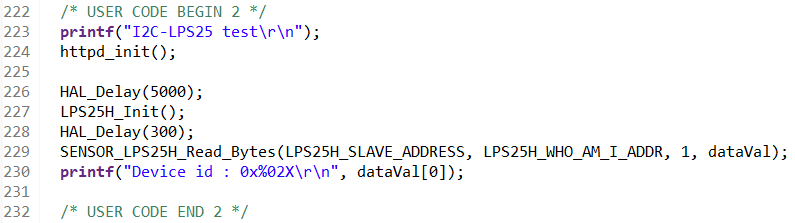 222 /* USER CODE BEGIN 2 */
223 printf("I2C-LPS25 test\r\n");
224 httpd_init();
225
226 HAL_Delay(5000);
227 LPS25H_Init();
228 HAL_Delay(300);
229 SENSOR_LPS25H_Read_Bytes(LPS25H_SLAVE_ADDRESS, LPS25H_WHO_AM_I_ADDR, 1, dataVal);
230 printf("Device id : 0x%02X\r\n", dataVal[0]);
231
232 /* USER CODE END 2 */